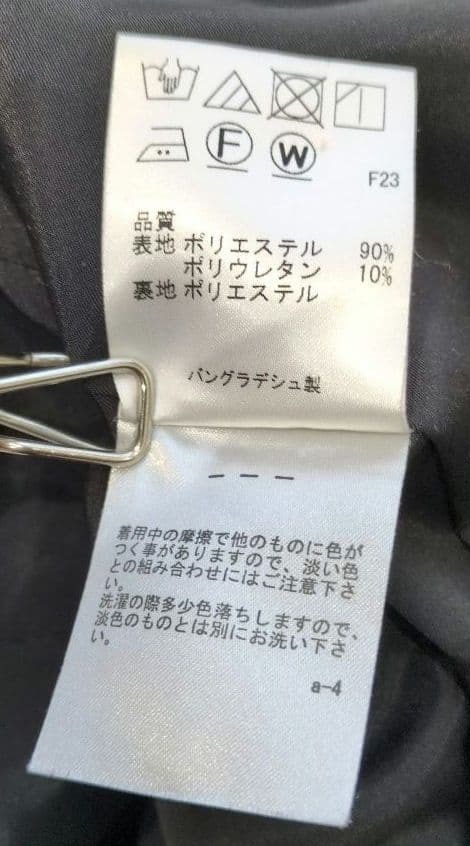 F W
F23
品質
表地 ポリエステル 90%
ポリウレタン 10%
裏地 ポリエステル
バングラデシュ製
---
着用中の摩擦で他のものに色が
つく事がありますので、淡い色
との組み合わせにはご注意下さ
い。
洗濯の際多少色落ちしますので、
淡色のものとは別にお洗い下さ
い。
a-4